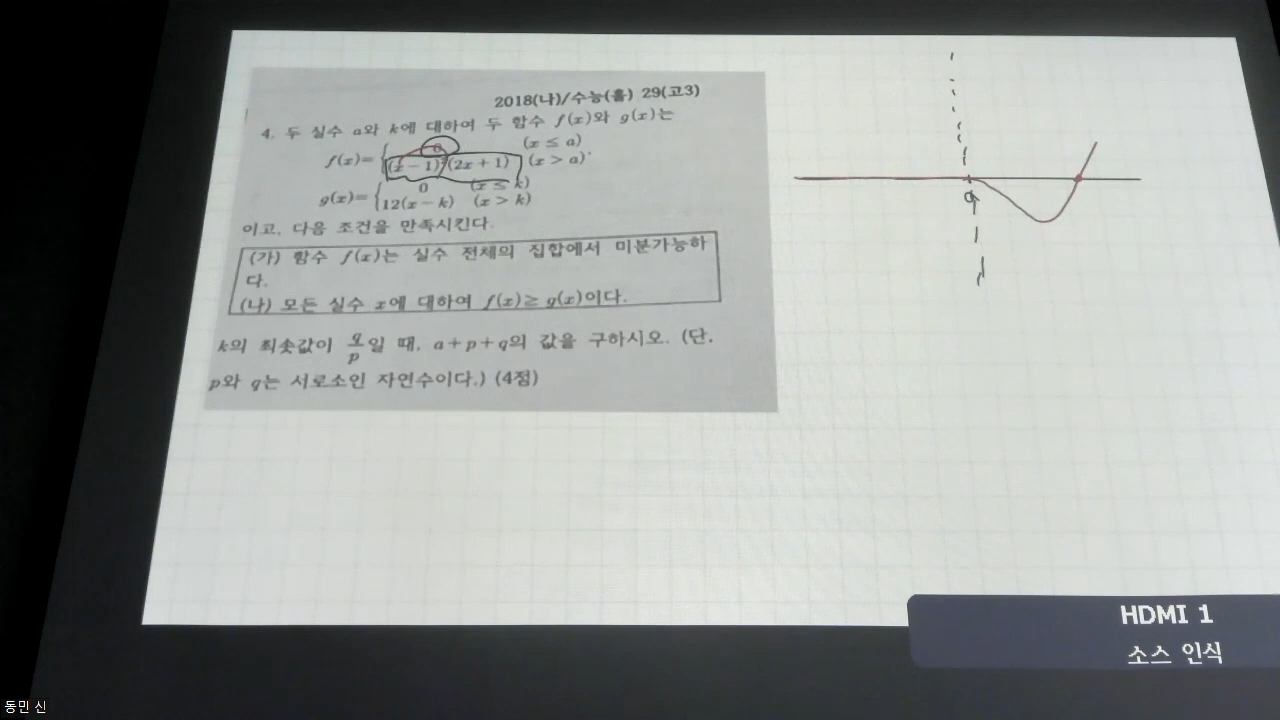 2018(나)/수능(홀) 29(고3)
4. 두 실수 a와 k에 대하여 두 함수 f(x)와 g(x)는
f(x)={ 0 (x ≤ a)
(x-1)²(2x+1) (x > a) ,
g(x)={ 0 (x ≤ k)
12(x-k) (x > k)
이고, 다음 조건을 만족시킨다.
(가) 함수 f(x)는 실수 전체의 집합에서 미분가능하
다.
(나) 모든 실수 x에 대하여 f(x)≥g(x)이다.
k의 최솟값이 q/p일 때, a+p+q의 값을 구하시오. (단,
p와 q는 서로소인 자연수이다.) (4점)
a
HDMI 1
소스 인식
동민 신